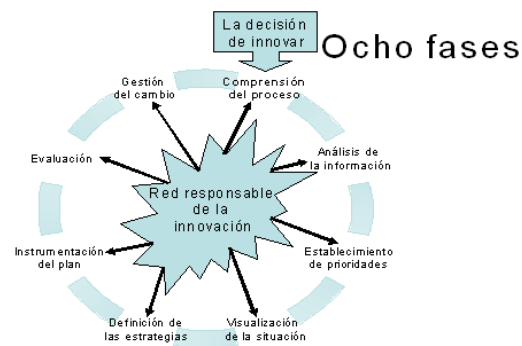 La decisión
de innovar
Ocho fases
Gestión
del cambio
Comprensión
del proceso
Evaluación
Análisis de
la información
Red responsable
de la
innovación
Instrumentación
del plan
Establecimiento
de prioridades
Definición de
las estrategias
Visualización
de la situación